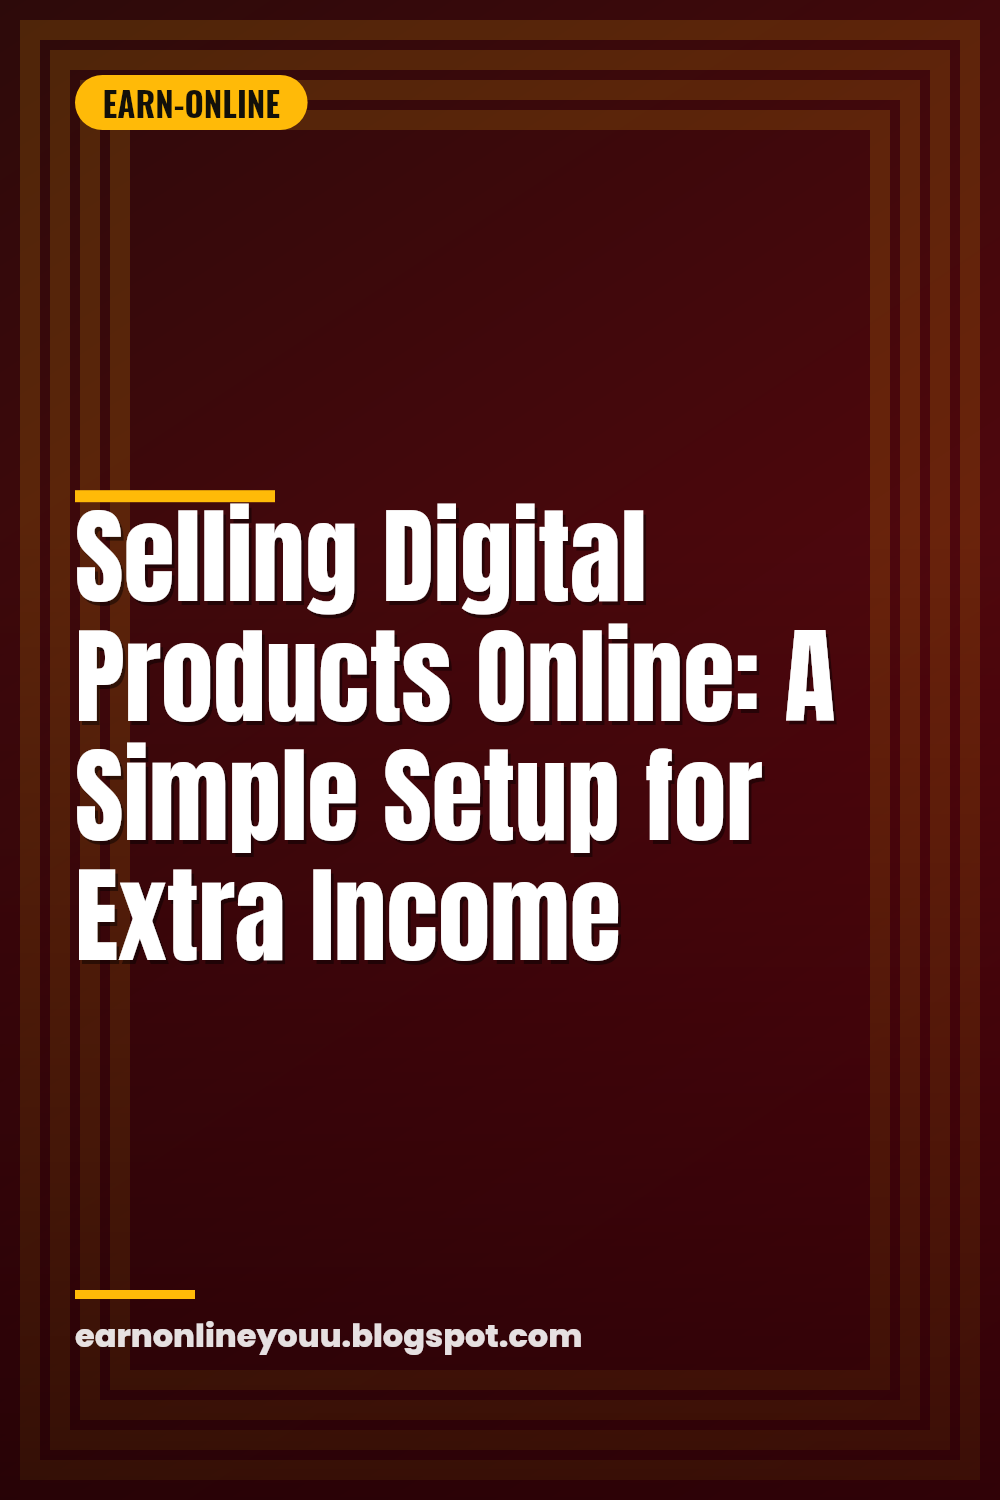 EARN-ONLINE
Selling Digital
Products Online: A
Simple Setup for
Extra Income
earnonlineyouu.blogspot.com